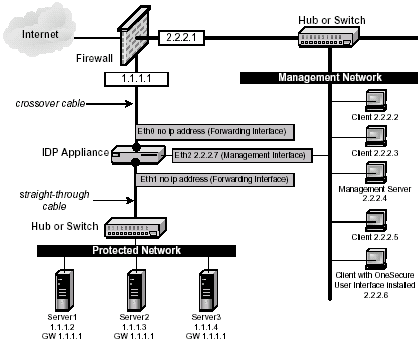 Internet
Firewall
2.2.2.1
Hub or Switch
1.1.1.1
Management Network
crossover cable
Client 2.2.2.2
Eth0 no ip address (Forwarding Interface)
IDP Appliance
Eth2 2.2.2.7 (Management Interface)
Client 2.2.2.3
Eth1 no ip address (Forwarding Interface)
Management Server
2.2.2.4
straight-through
cable
Hub or Switch
Client 2.2.2.5
Protected Network
Client with OneSecure
User Interface installed
2.2.2.6
Server1
1.1.1.2
GW 1.1.1.1
Server2
1.1.1.3
GW 1.1.1.1
Server3
1.1.1.4
GW 1.1.1.1